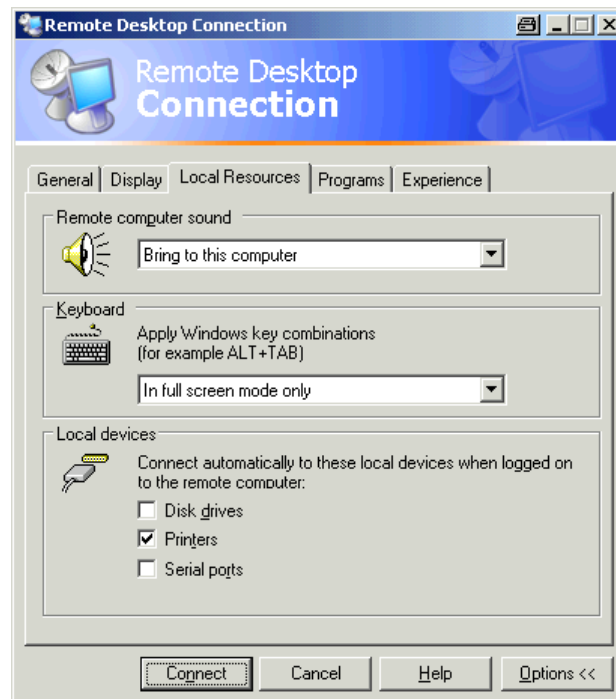 Remote Desktop Connection
Remote Desktop
Connection
General Display Local Resources Programs Experience
Remote computer sound
Bring to this computer
Keyboard
Apply Windows key combinations
(for example ALT+TAB)
In full screen mode only
Local devices
Connect automatically to these local devices when logged on
to the remote computer:
Disk drives
Printers
Serial ports
Connect Cancel Help Options <<